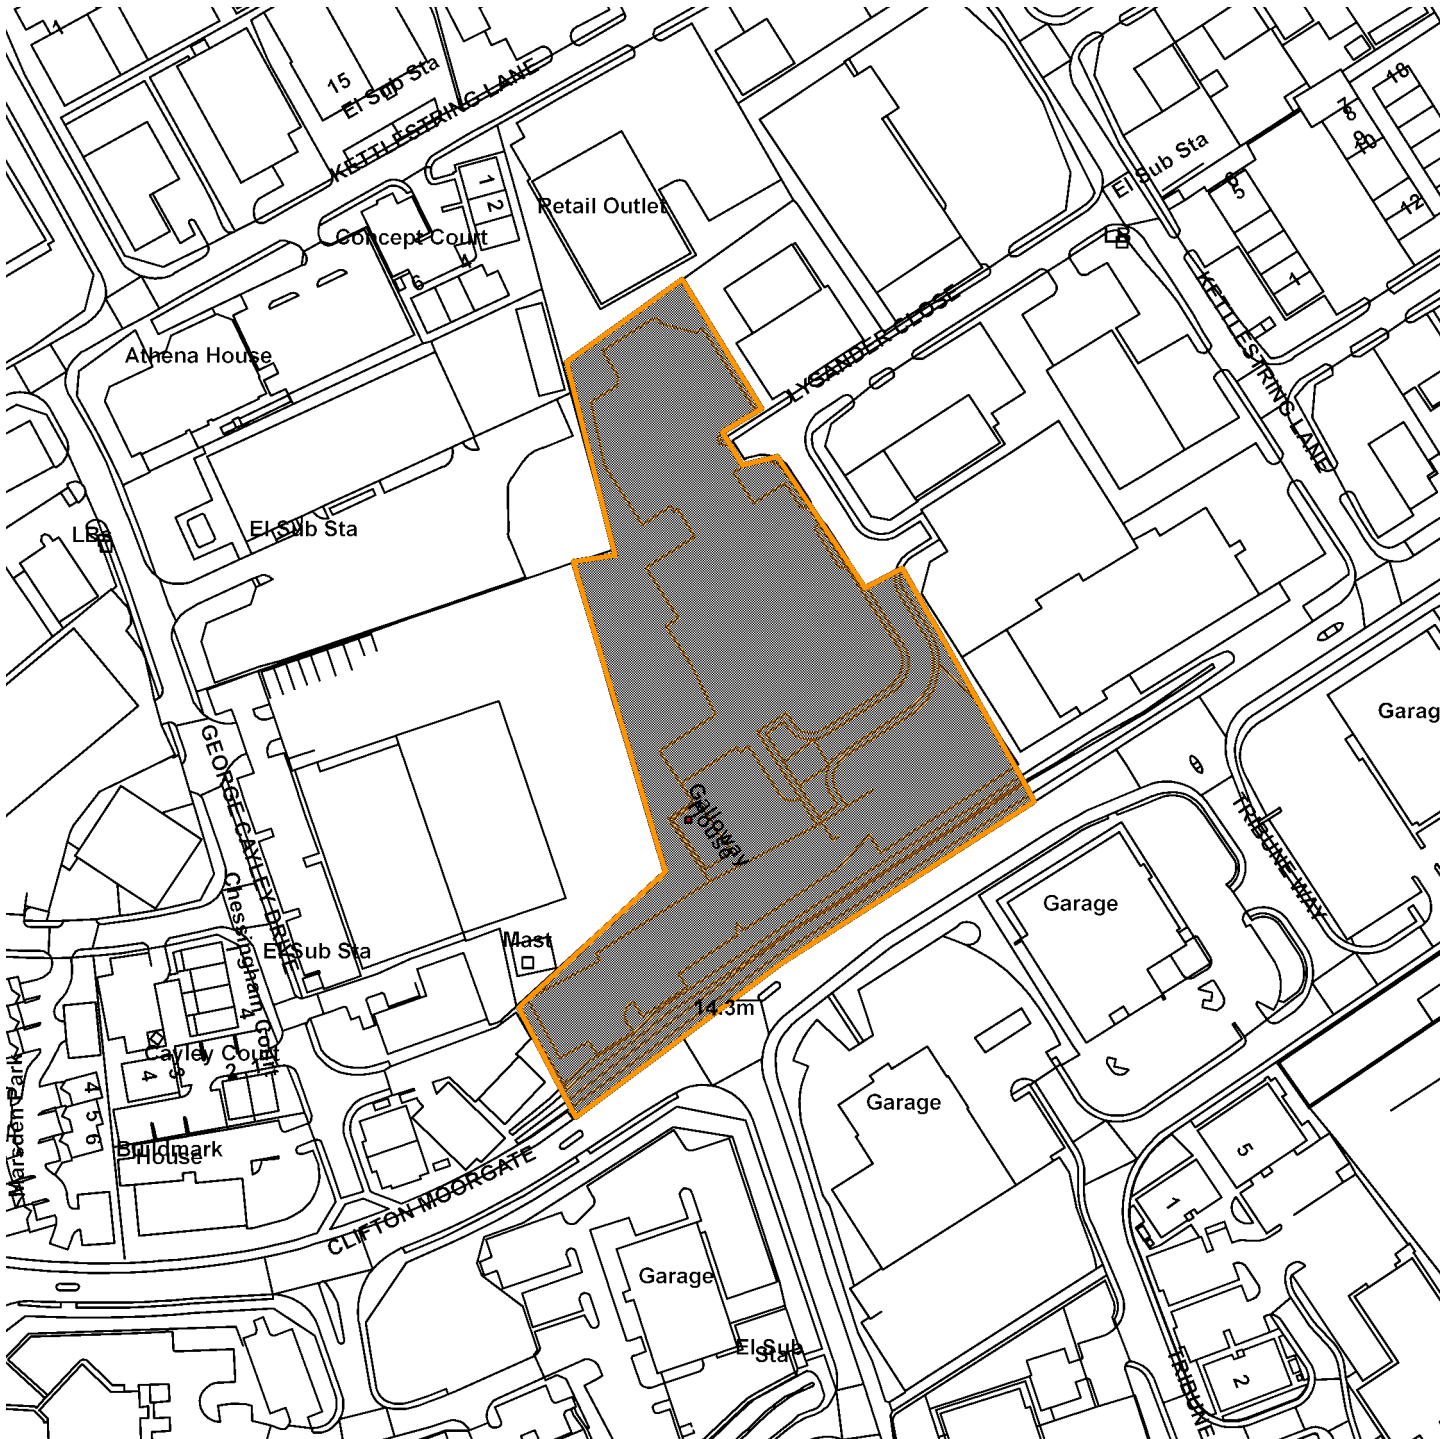 1
15
El Sub Sta
KETTLESTRING LANE
18
7
8
9
10
El Sub Sta
6
5
12
1
1
2
Retail Outlet
Concept Court
4
6
LB
KETTLESTRING LANE
LYSANDER CLOSE
Athena House
El Sub Sta
LBs
GEORGE CAYLEY DRIVE
Garag
Galloway
House
TRIBUNE WAY
Garage
Chessingham Court
El Sub Sta
Mast
14.3m
4
Cayley Court
4
3
2
1
Marsden Park
4
5
6
Buildmark
House
Garage
5
1
CLIFTON MOORGATE
Garage
El Sub
Sta
TRIBUNE
2